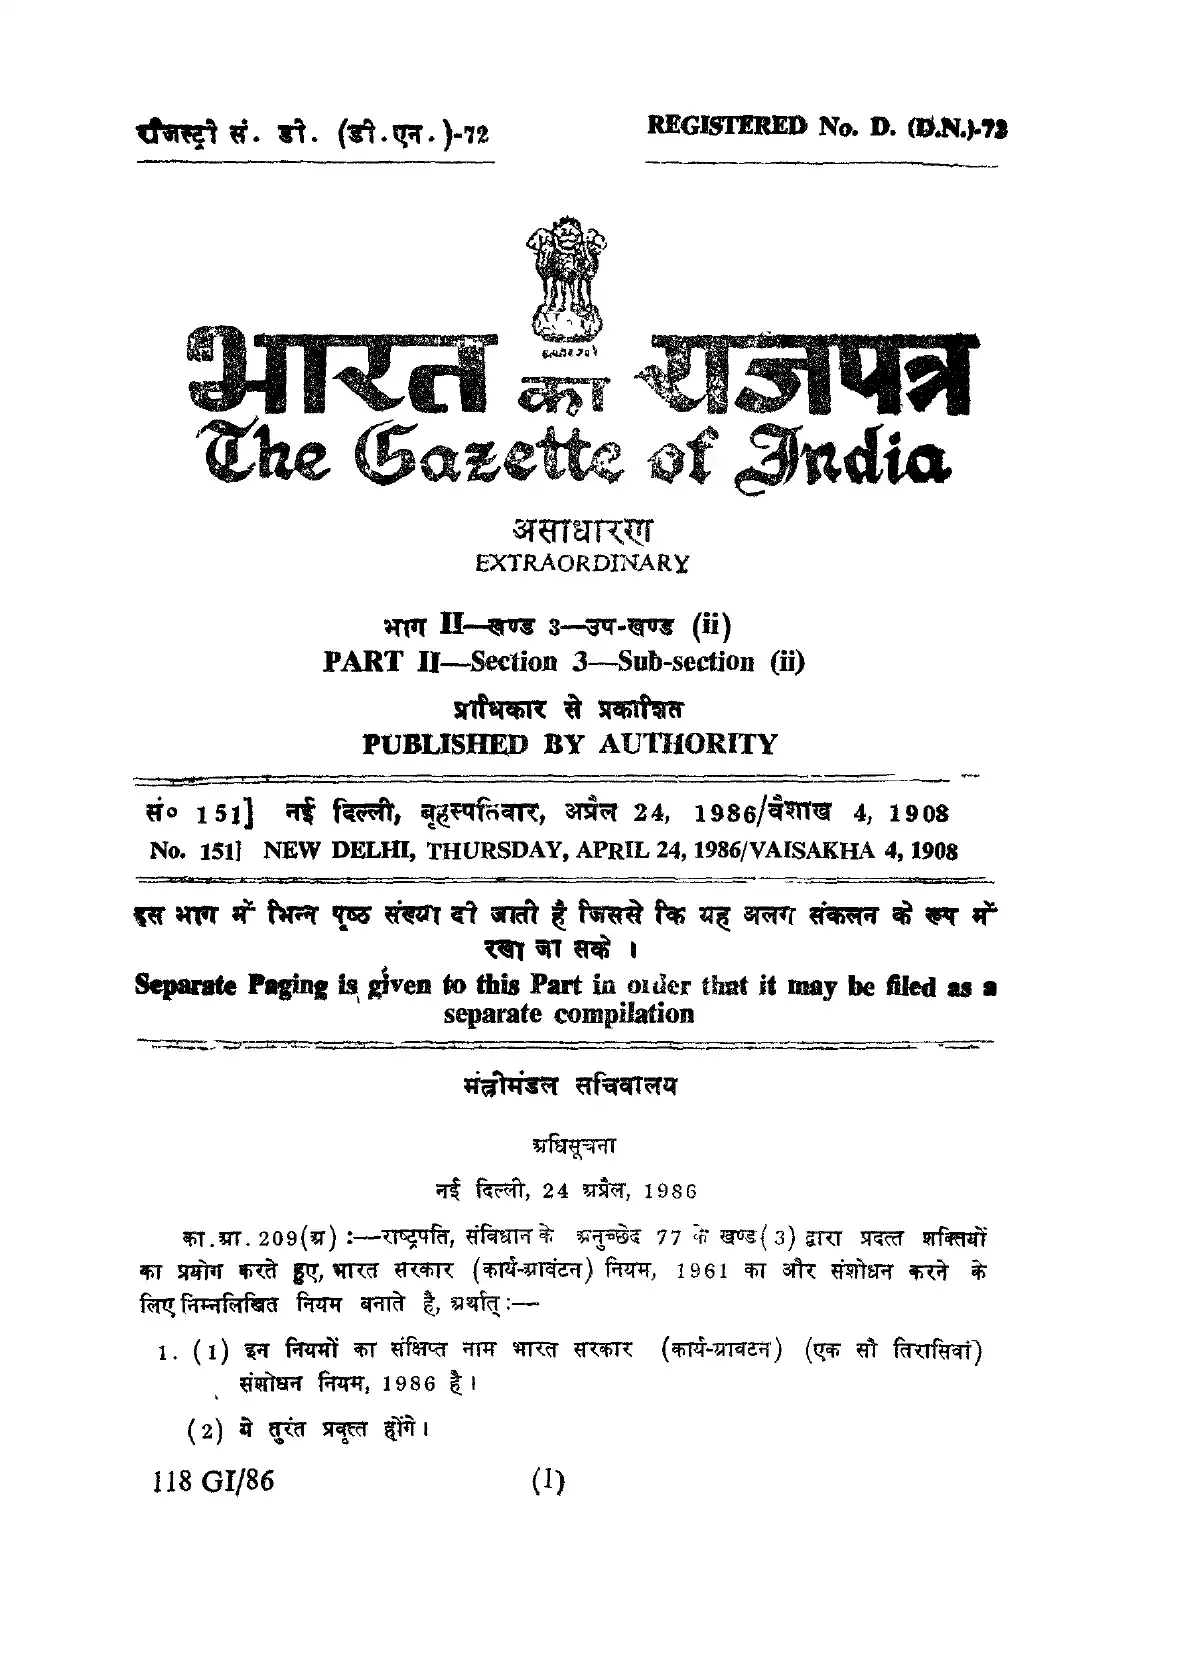 रजिस्ट्री सं. डी. (डी.एन.)-72
REGISTERED No. D. (D.N.)-72
भारत का राजपत्र
The Gazette of India
असाधारण
EXTRAORDINARY
भाग II—खण्ड 3—उप-खण्ड (ii)
PART II—Section 3—Sub-section (ii)
प्राधिकार से प्रकाशित
PUBLISHED BY AUTHORITY
सं० 151] नई दिल्ली, बृहस्पतिवार, अप्रैल 24, 1986/वैशाख 4, 1908
No. 151] NEW DELHI, THURSDAY, APRIL 24, 1986/VAISAKHA 4, 1908
इस भाग में भिन्न पृष्ठ संख्या दी जाती है जिससे कि यह अलग संकलन के रूप में
रखा जा सके ।
Separate Paging is given to this Part in order that it may be filed as a
separate compilation
मंत्रीमंडल सचिवालय
अधिसूचना
नई दिल्ली, 24 अप्रैल, 1986
का.आ. 209(अ) :—राष्ट्रपति, संविधान के अनुच्छेद 77 के खण्ड(3) द्वारा प्रदत्त शक्तियों
का प्रयोग करते हुए, भारत सरकार (कार्य-आवंटन) नियम, 1961 का और संशोधन करने के
लिए निम्नलिखित नियम बनाते है, अर्थात् :—
1. (1) इन नियमों का संक्षिप्त नाम भारत सरकार (कार्य-आवटन) (एक सौ तिरासिवां)
संशोधन नियम, 1986 है ।
(2) ये तुरंत प्रवृत्त होंगे ।
118 GI/86
(1)